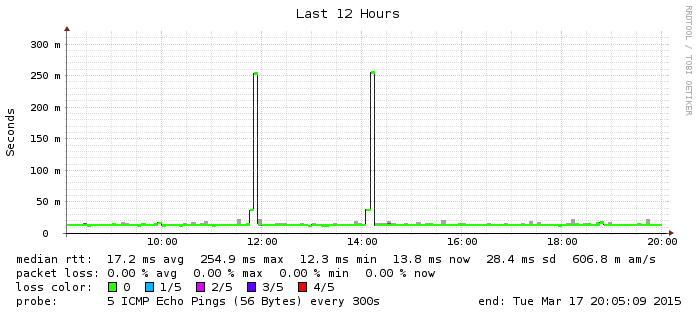 Last 12 Hours
RRDTOOL / TOBI OETIKER
Seconds
300 m
250 m
200 m
150 m
100 m
50 m
0
10:00 12:00 14:00 16:00 18:00 20:00
median rtt: 17.2 ms avg 254.9 ms max 12.3 ms min 13.8 ms now 28.4 ms sd 606.8 m am/s
packet loss: 0.00 % avg 0.00 % max 0.00 % min 0.00 % now
loss color: 0 1/5 2/5 3/5 4/5
probe: 5 ICMP Echo Pings (56 Bytes) every 300s end: Tue Mar 17 20:05:09 2015